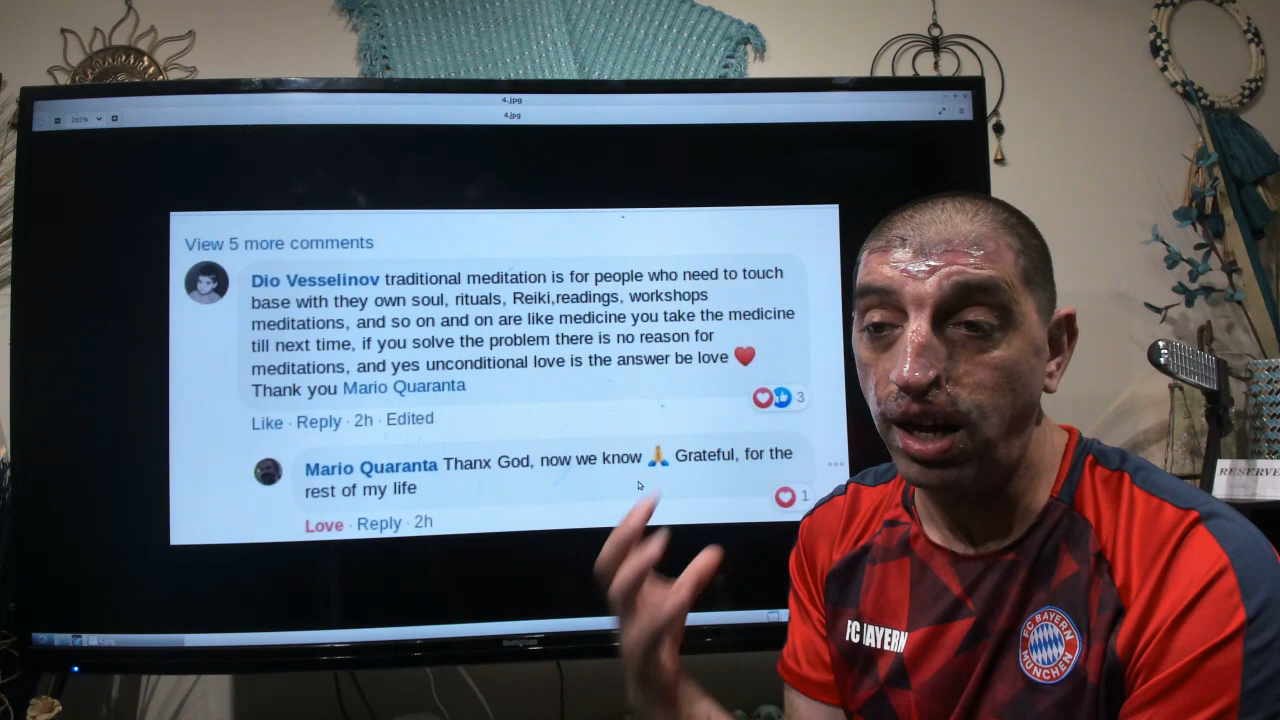 4.jpg
265%
4.jpg
View 5 more comments
Dio Vesselinov traditional meditation is for people who need to touch
base with they own soul, rituals, Reiki,readings, workshops
meditations, and so on and on are like medicine you take the medicine
till next time, if you solve the problem there is no reason for
meditations, and yes unconditional love is the answer be love ❤️
Thank you Mario Quaranta
3
Like · Reply · 2h · Edited
Mario Quaranta Thanx God, now we know 🙏 Grateful, for the
rest of my life
1
Love · Reply · 2h
RESERVE
FC BAYERN
FC BAYERN
MÜNCHEN